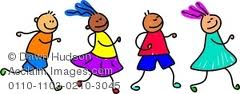 © Dawn Hudson
Acclaim Images.com
0110-1103-0210-3045